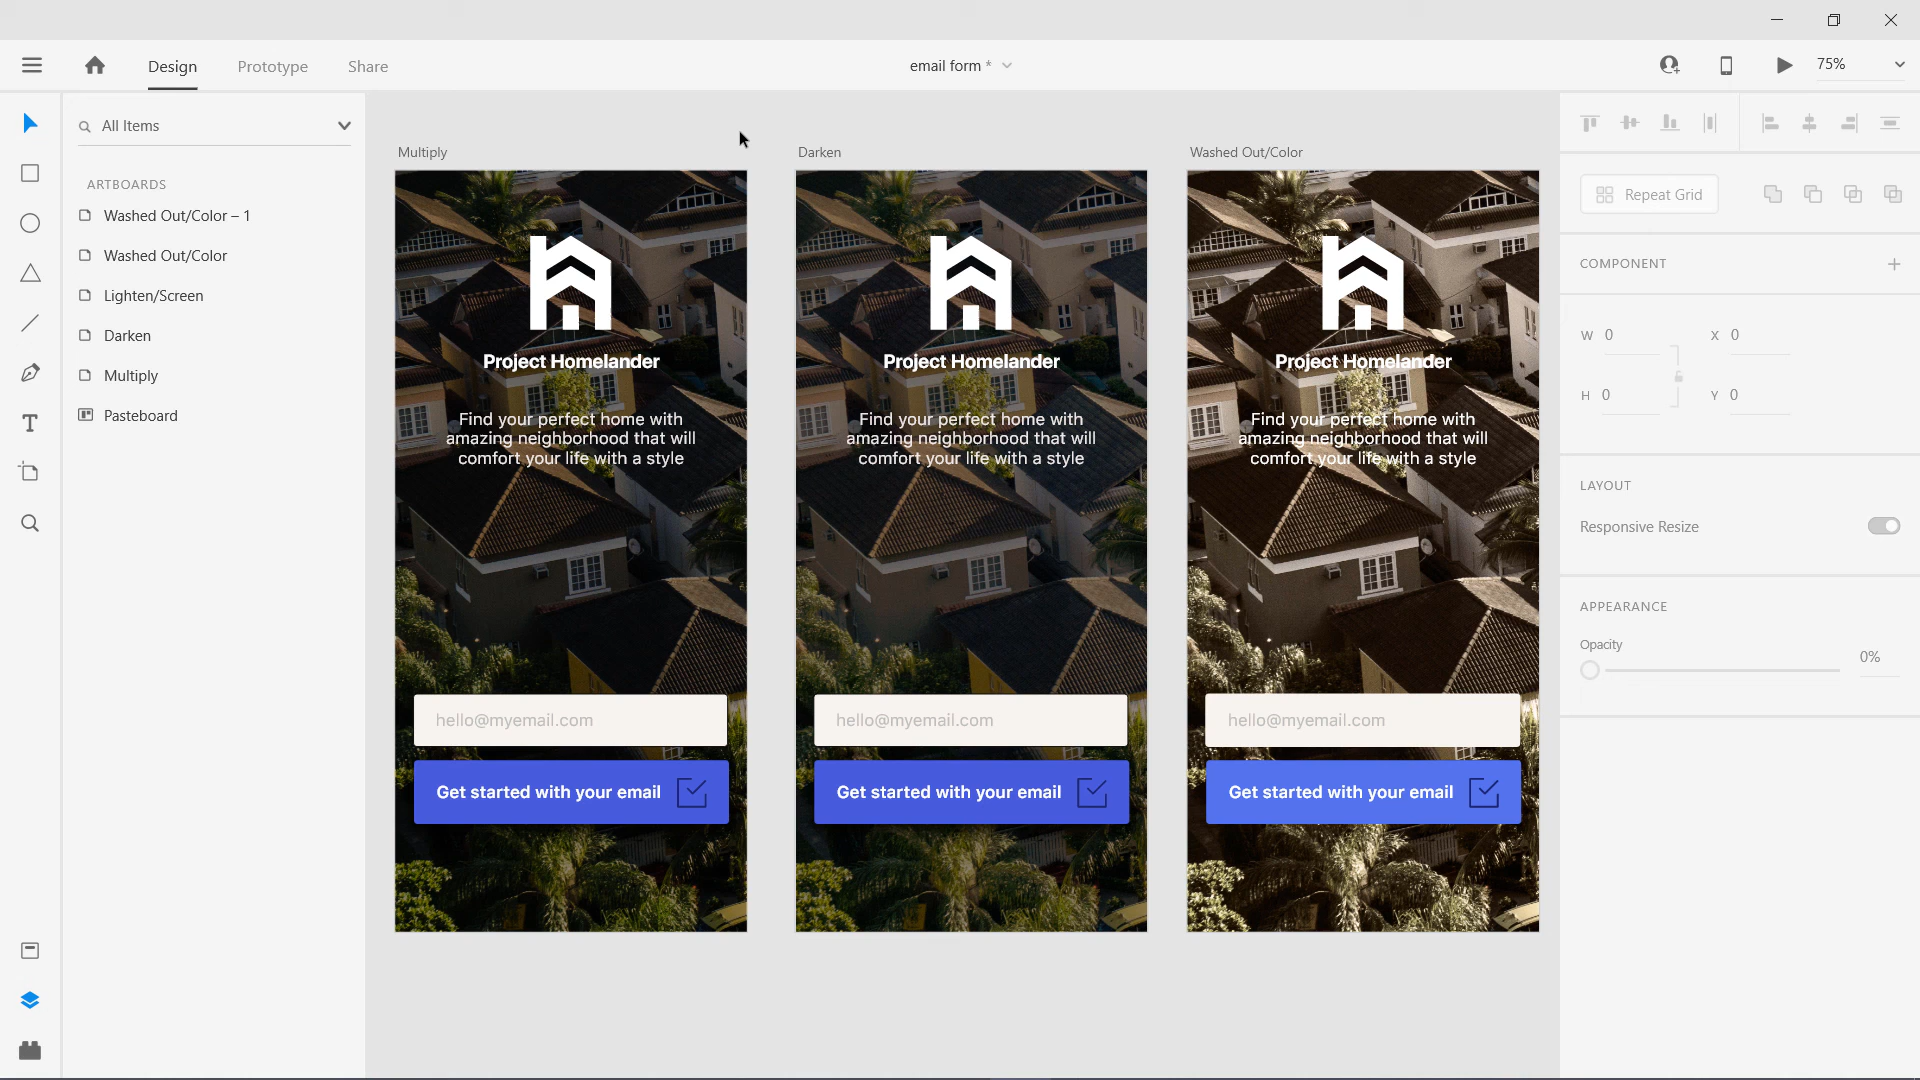 Design
Prototype
Share
email form *
75%
All Items
ARTBOARDS
Washed Out/Color – 1
Washed Out/Color
Lighten/Screen
Darken
Multiply
Pasteboard
Multiply
Project Homelander
Find your perfect home with
amazing neighborhood that will
comfort your life with a style
hello@myemail.com
Get started with your email
Darken
Project Homelander
Find your perfect home with
amazing neighborhood that will
comfort your life with a style
hello@myemail.com
Get started with your email
Washed Out/Color
Project Homelander
Find your perfect home with
amazing neighborhood that will
comfort your life with a style
hello@myemail.com
Get started with your email
Repeat Grid
COMPONENT
W 0 X 0
H 0 Y 0
LAYOUT
Responsive Resize
APPEARANCE
Opacity
0%